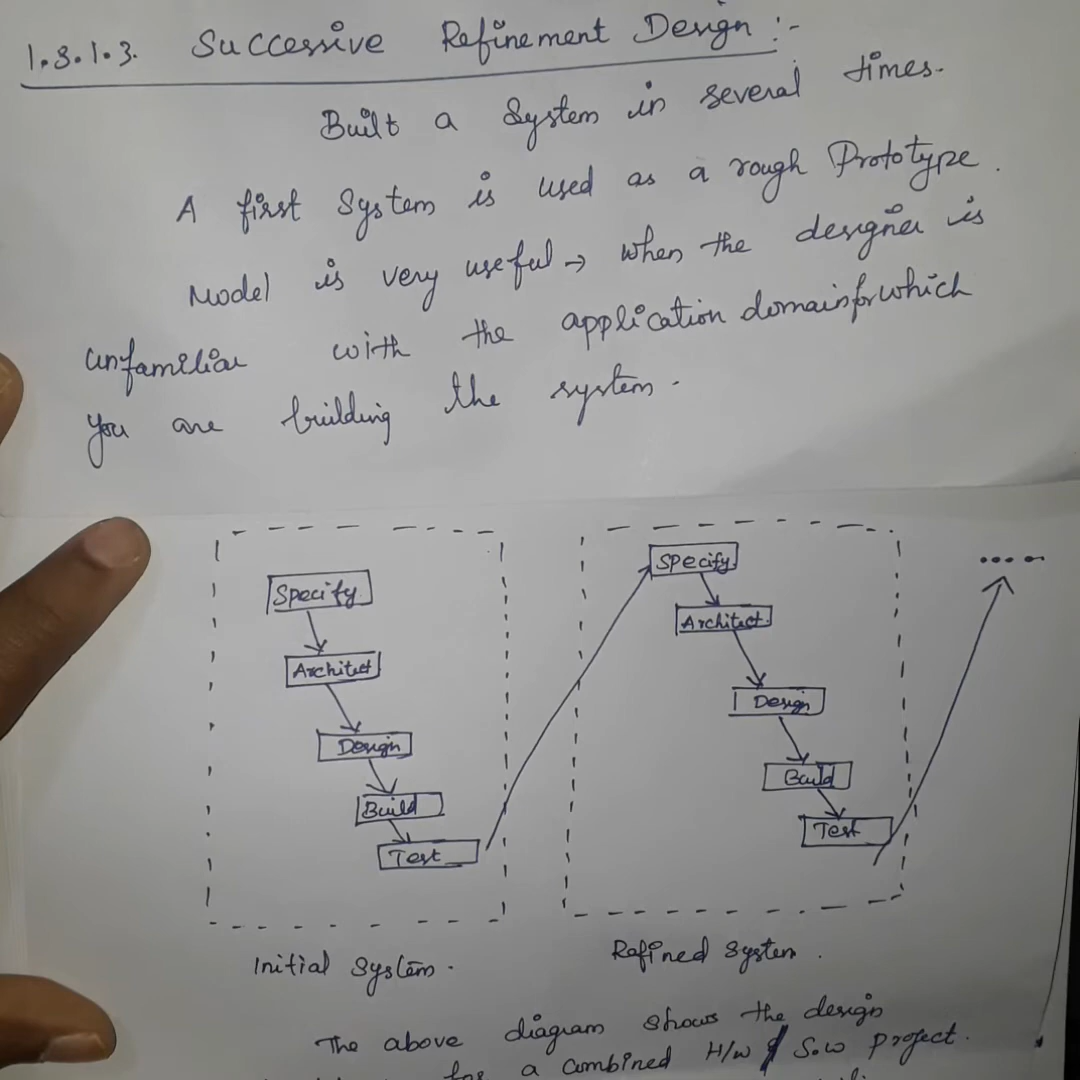 1.3.1.3. Successive Refinement Design :-
Built a System in several times.
A first System is used as a rough Prototype.
Model is very useful → when the designer is
unfamiliar with the application domain for which
you are building the system.
Specify
Architect
Design
Build
Test
Initial System.
Specify
Architect.
Design
Build
Test
Refined System.
....
The above diagram shows the design
for a combined H/w & S.w project.